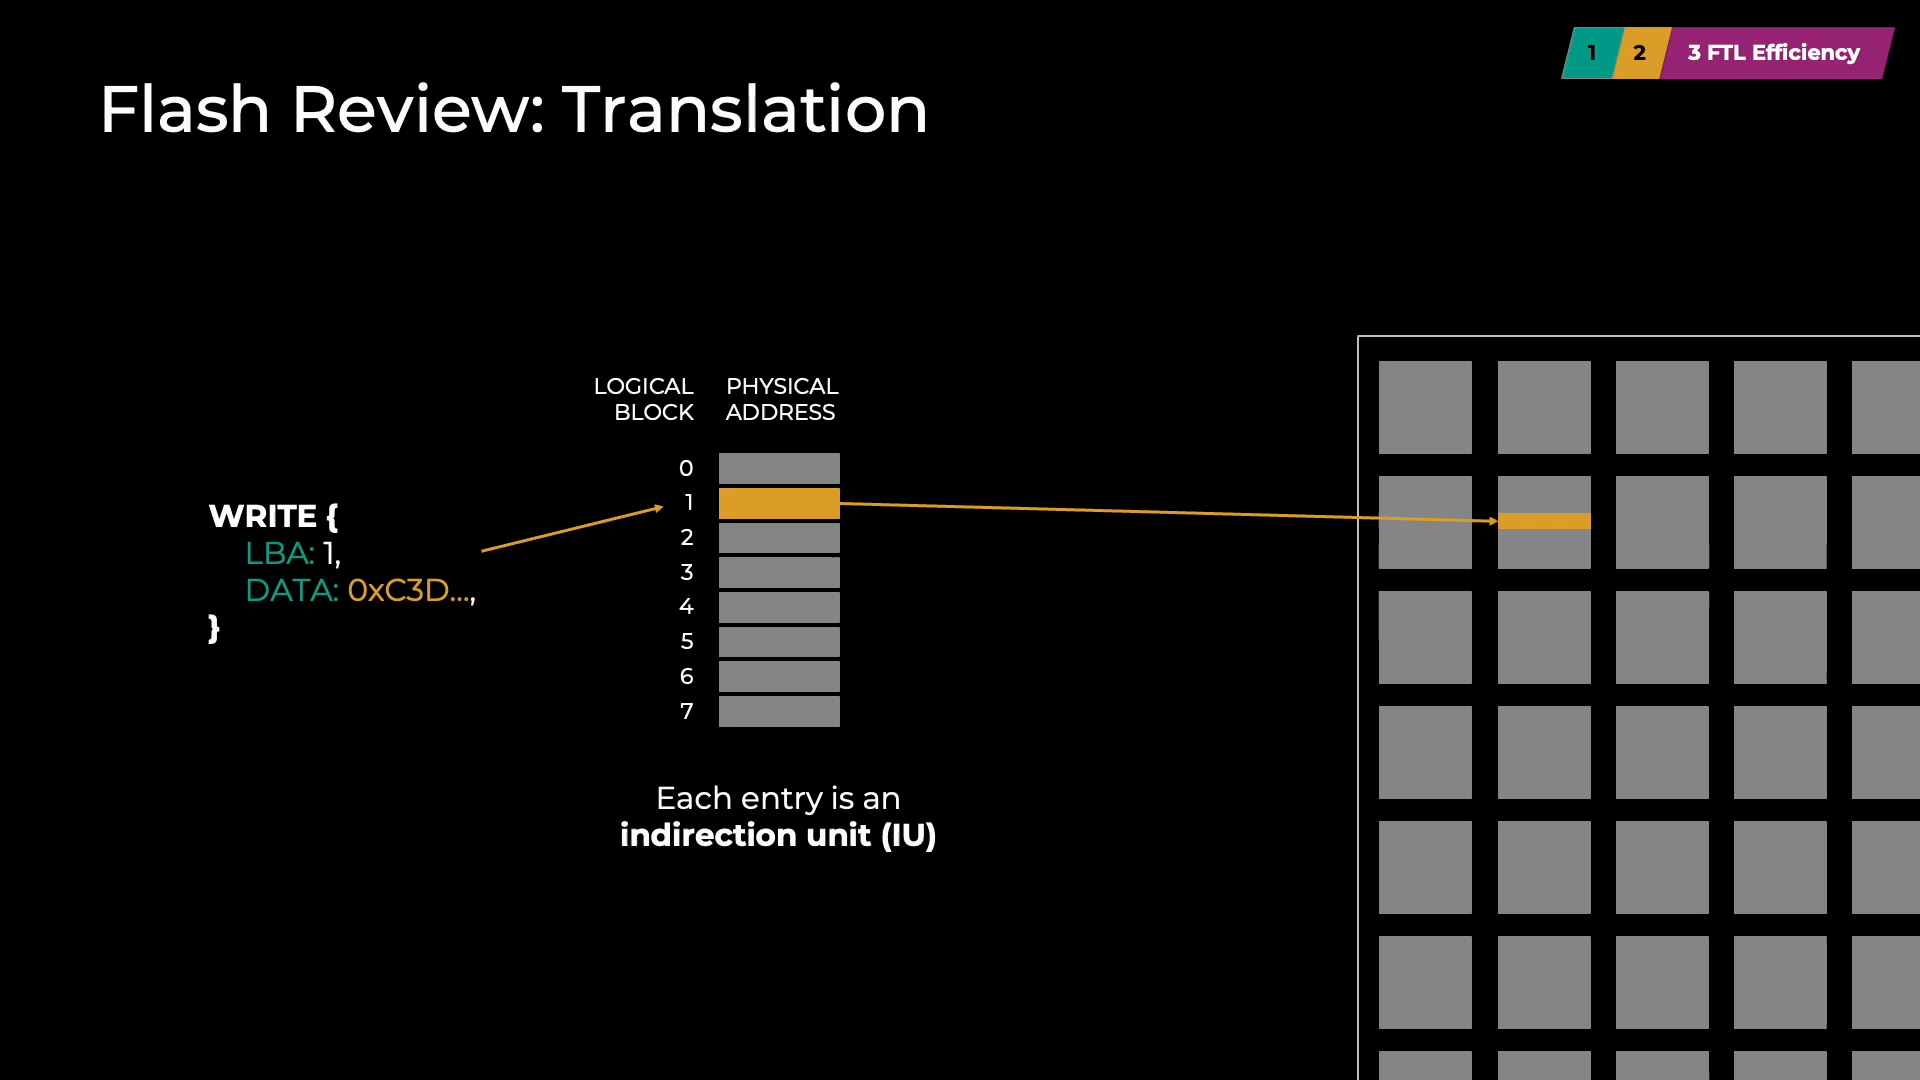 1
2
3 FTL Efficiency
Flash Review: Translation
LOGICAL
BLOCK
PHYSICAL
ADDRESS
0
1
2
3
4
5
6
7
WRITE {
LBA: 1,
DATA: 0xC3D...,
}
Each entry is an
indirection unit (IU)